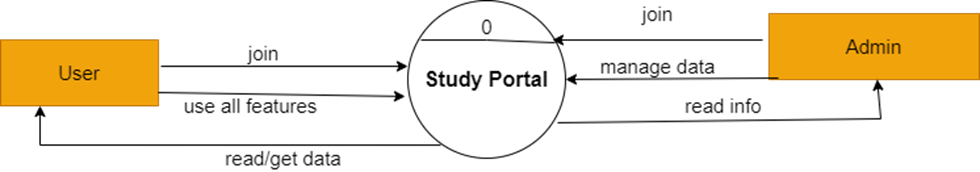 join
0
Admin
join
User
Study Portal
manage data
use all features
read info
read/get data